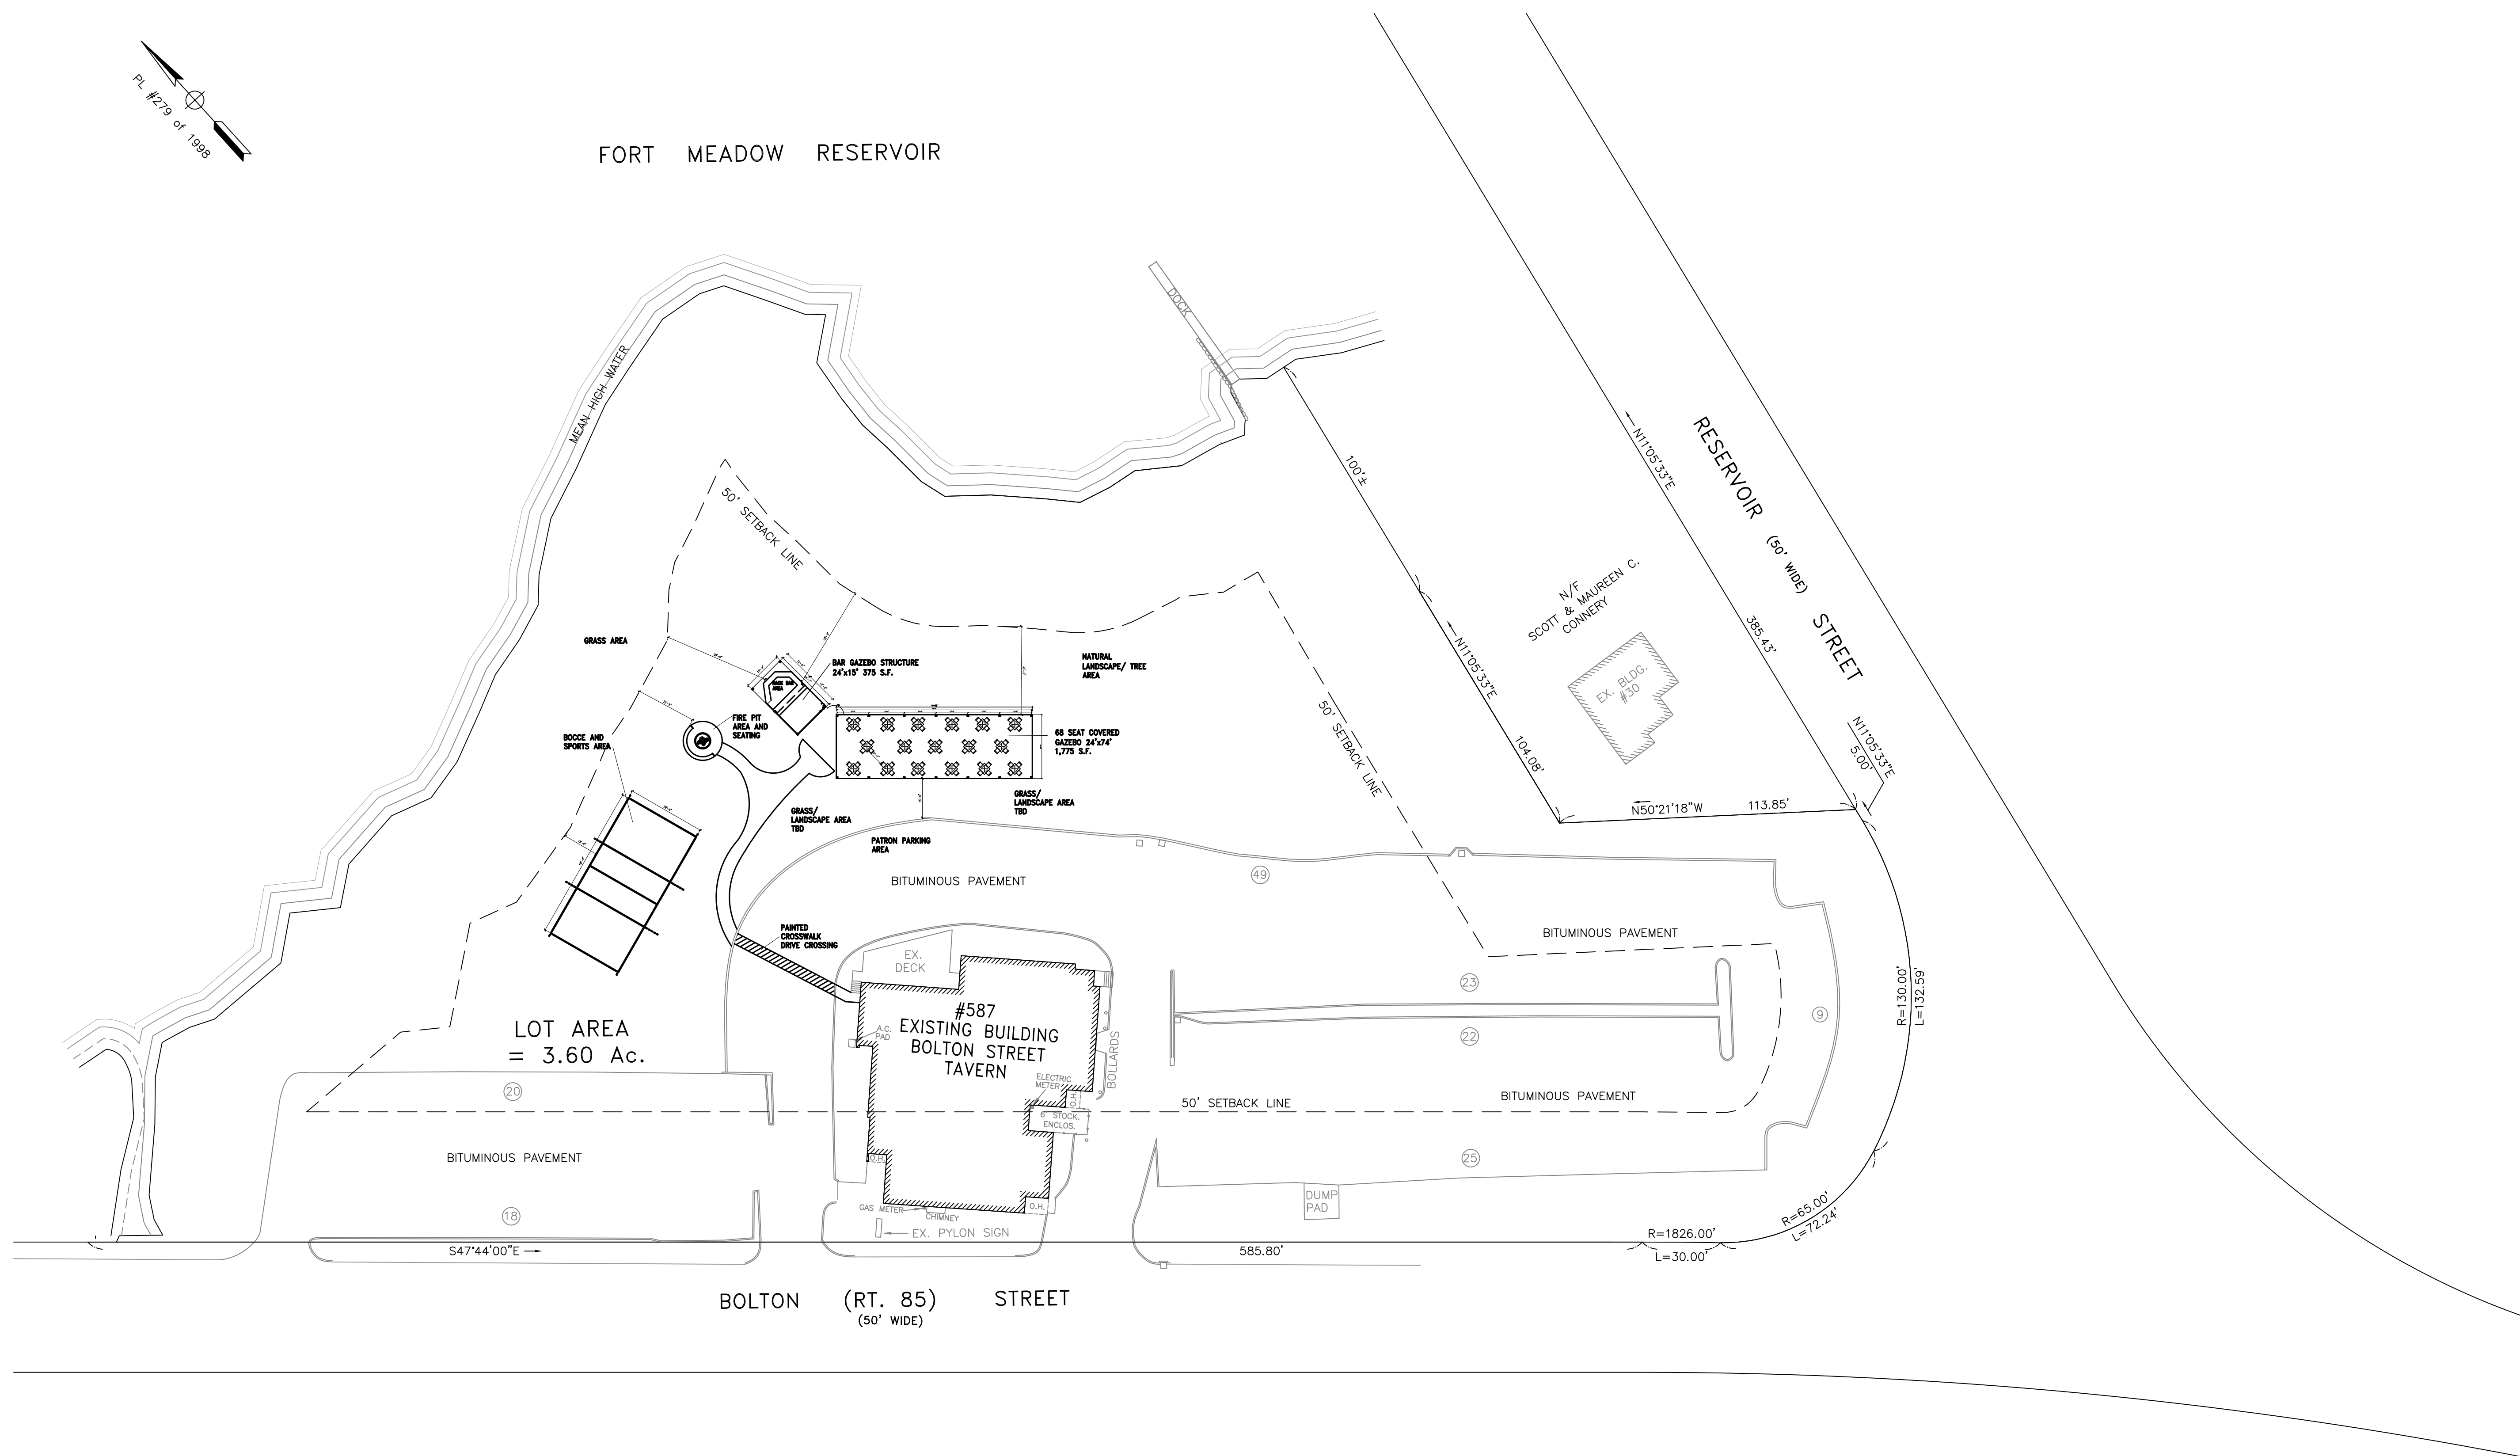 PL #279 of 1998
FORT MEADOW RESERVOIR
DOCK
MEAN HIGH WATER
50' SETBACK LINE
100'±
N11°05'33"E
RESERVOIR (50' WIDE) STREET
N/F
SCOTT & MAUREEN C.
CONNERY
EX. BLDG.
#30
N11°05'33"E
104.08'
385.43'
N11°05'33"E
5.00'
N50°21'18"W 113.85'
50' SETBACK LINE
GRASS AREA
BACK BAR
AREA
BAR GAZEBO STRUCTURE
24'x15' 375 S.F.
NATURAL
LANDSCAPE/ TREE
AREA
FIRE PIT
AREA AND
SEATING
BOCCE AND
SPORTS AREA
68 SEAT COVERED
GAZEBO 24'x74'
1,775 S.F.
GRASS/
LANDSCAPE AREA
TBD
GRASS/
LANDSCAPE AREA
TBD
PATRON PARKING
AREA
BITUMINOUS PAVEMENT
49
PAINTED
CROSSWALK
DRIVE CROSSING
BITUMINOUS PAVEMENT
EX.
DECK
23
22
9
R=130.00'
L=132.59'
#587
EXISTING BUILDING
BOLTON STREET
TAVERN
A.C.
PAD
BOLLARDS
ELECTRIC
METER
O.H.
6' STOCK.
ENCLOS.
LOT AREA
= 3.60 Ac.
20
50' SETBACK LINE
BITUMINOUS PAVEMENT
BITUMINOUS PAVEMENT
O.H.
25
18
GAS METER
CHIMNEY
O.H.
DUMP
PAD
EX. PYLON SIGN
R=65.00'
L=72.24'
R=1826.00'
L=30.00'
S47°44'00"E
585.80'
BOLTON (RT. 85) STREET
(50' WIDE)